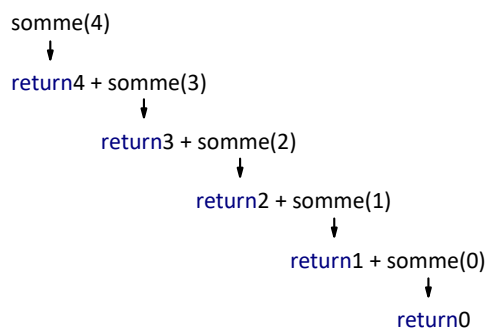 somme(4)
return4 + somme(3)
return3 + somme(2)
return2 + somme(1)
return1 + somme(0)
return0